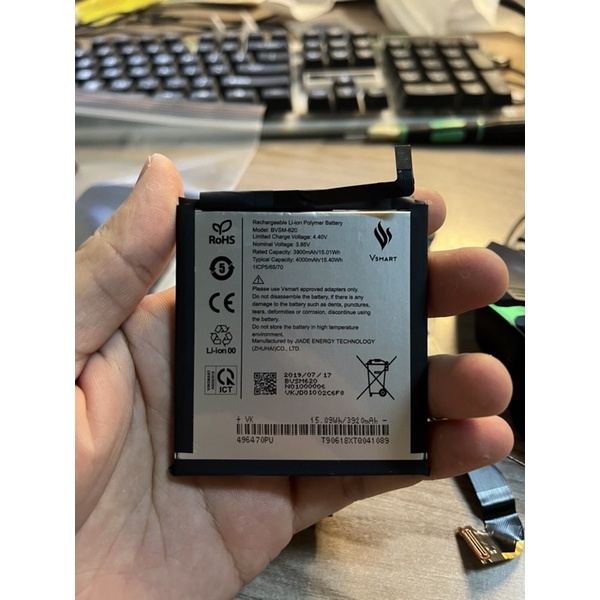 RoHS
5
CE
Li-ion 00
ICT
Rechargeable Li-ion Polymer Battery
Model: BVSM-620
Limited Charge Voltage: 4.40V
Nominal Voltage: 3.85V
Rated Capacity: 3900mAh/15.01Wh
Typical Capacity: 4000mAh/15.40Wh
1ICP5/65/70
VSMART
Please use Vsmart approved adapters only.
Do not disassemble the battery, if there is any
damage to the battery such as dents, punctures,
tears, deformities or corrosion, discontinue using
the battery.
Do not store the battery in high temperature
environment.
Manufacturer by: JIADE ENERGY TECHNOLOGY
(ZHUHAI)CO., LTD.
2019/07/17
BVSM620
N01000006
VKJD01002C6F8
+ VK 15.09Wh/3920mAh -
496470PU T90618XT0041089